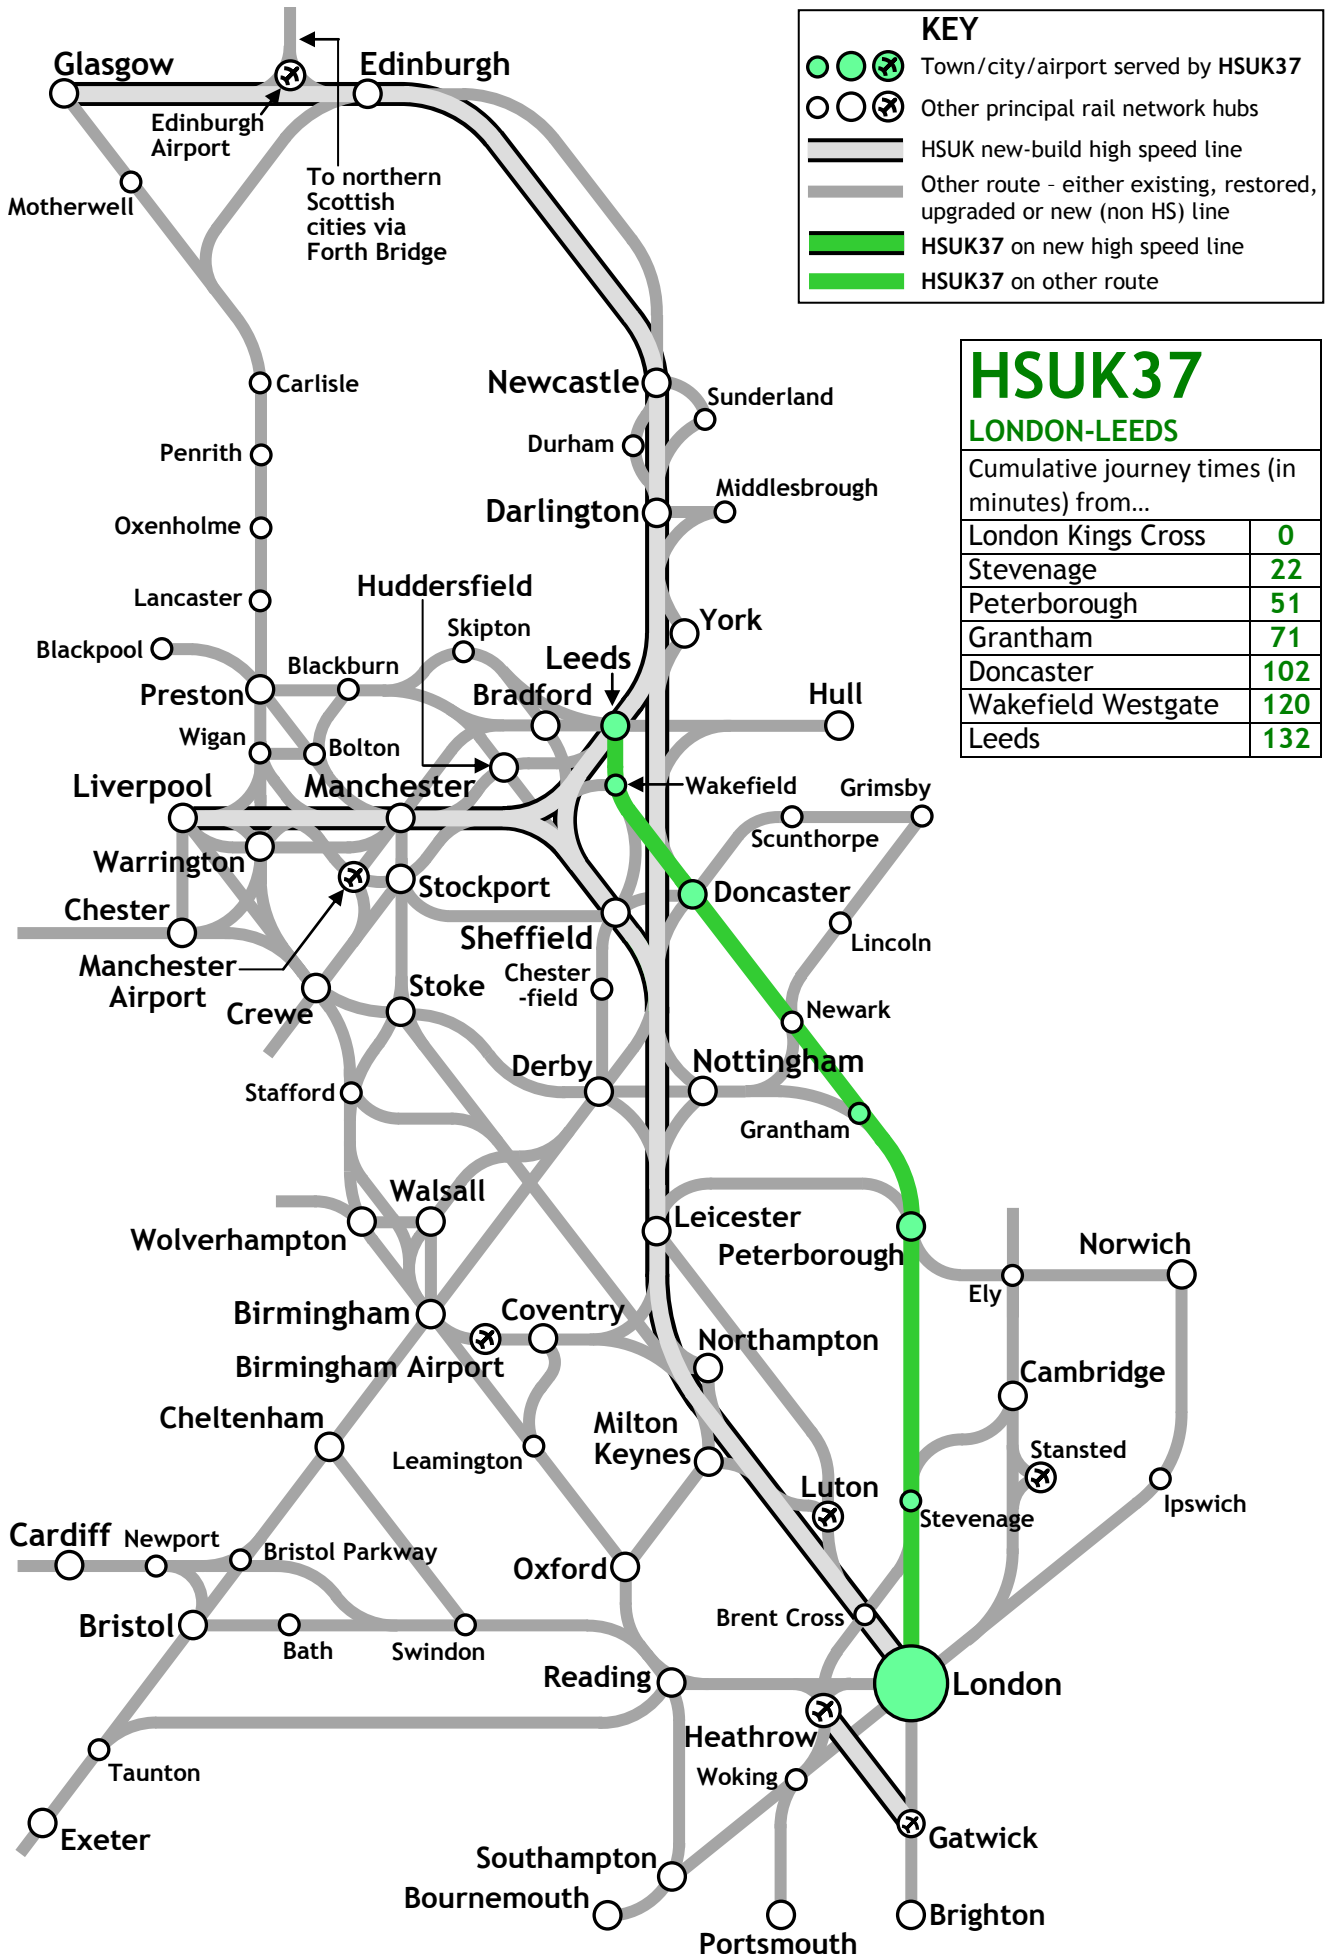 KEY
Town/city/airport served by HSUK37
Other principal rail network hubs
HSUK new-build high speed line
Other route - either existing, restored,
upgraded or new (non HS) line
HSUK37 on new high speed line
HSUK37 on other route
HSUK37
LONDON-LEEDS
Cumulative journey times (in
minutes) from...
London Kings Cross 0
Stevenage 22
Peterborough 51
Grantham 71
Doncaster 102
Wakefield Westgate 120
Leeds 132
Glasgow
Edinburgh
Edinburgh
Airport
To northern
Scottish
cities via
Forth Bridge
Motherwell
Carlisle
Newcastle
Sunderland
Durham
Penrith
Middlesbrough
Darlington
Oxenholme
Huddersfield
Lancaster
York
Skipton
Blackpool
Leeds
Blackburn
Preston
Bradford
Hull
Wigan
Bolton
Liverpool
Manchester
Wakefield
Grimsby
Scunthorpe
Warrington
Stockport
Doncaster
Chester
Sheffield
Lincoln
Manchester
Airport
Chester
-field
Stoke
Crewe
Newark
Derby
Nottingham
Stafford
Grantham
Walsall
Leicester
Wolverhampton
Peterborough
Norwich
Ely
Birmingham
Coventry
Northampton
Birmingham Airport
Cambridge
Cheltenham
Milton
Keynes
Leamington
Stansted
Luton
Ipswich
Stevenage
Cardiff
Newport
Bristol Parkway
Oxford
Brent Cross
Bristol
Bath
Swindon
Reading
London
Heathrow
Taunton
Woking
Exeter
Gatwick
Southampton
Bournemouth
Brighton
Portsmouth